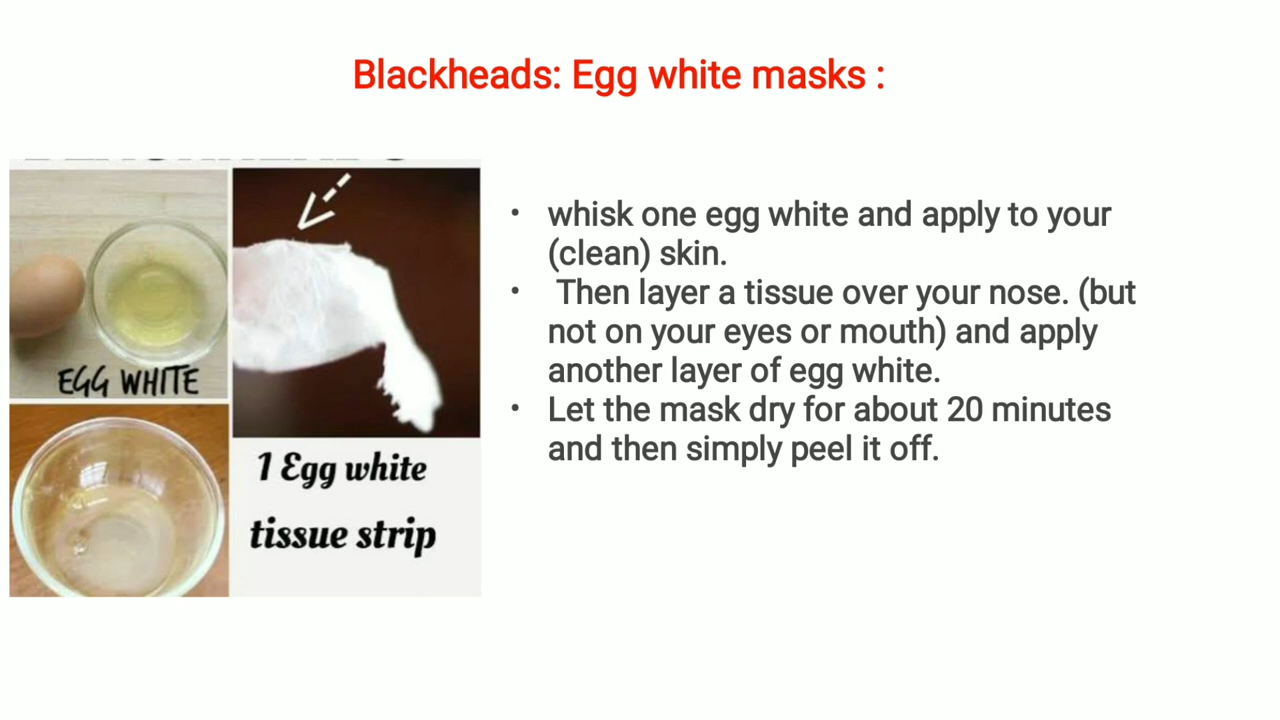 Blackheads: Egg white masks :
EGG WHITE
1 Egg white
tissue strip
• whisk one egg white and apply to your
(clean) skin.
• Then layer a tissue over your nose. (but
not on your eyes or mouth) and apply
another layer of egg white.
• Let the mask dry for about 20 minutes
and then simply peel it off.